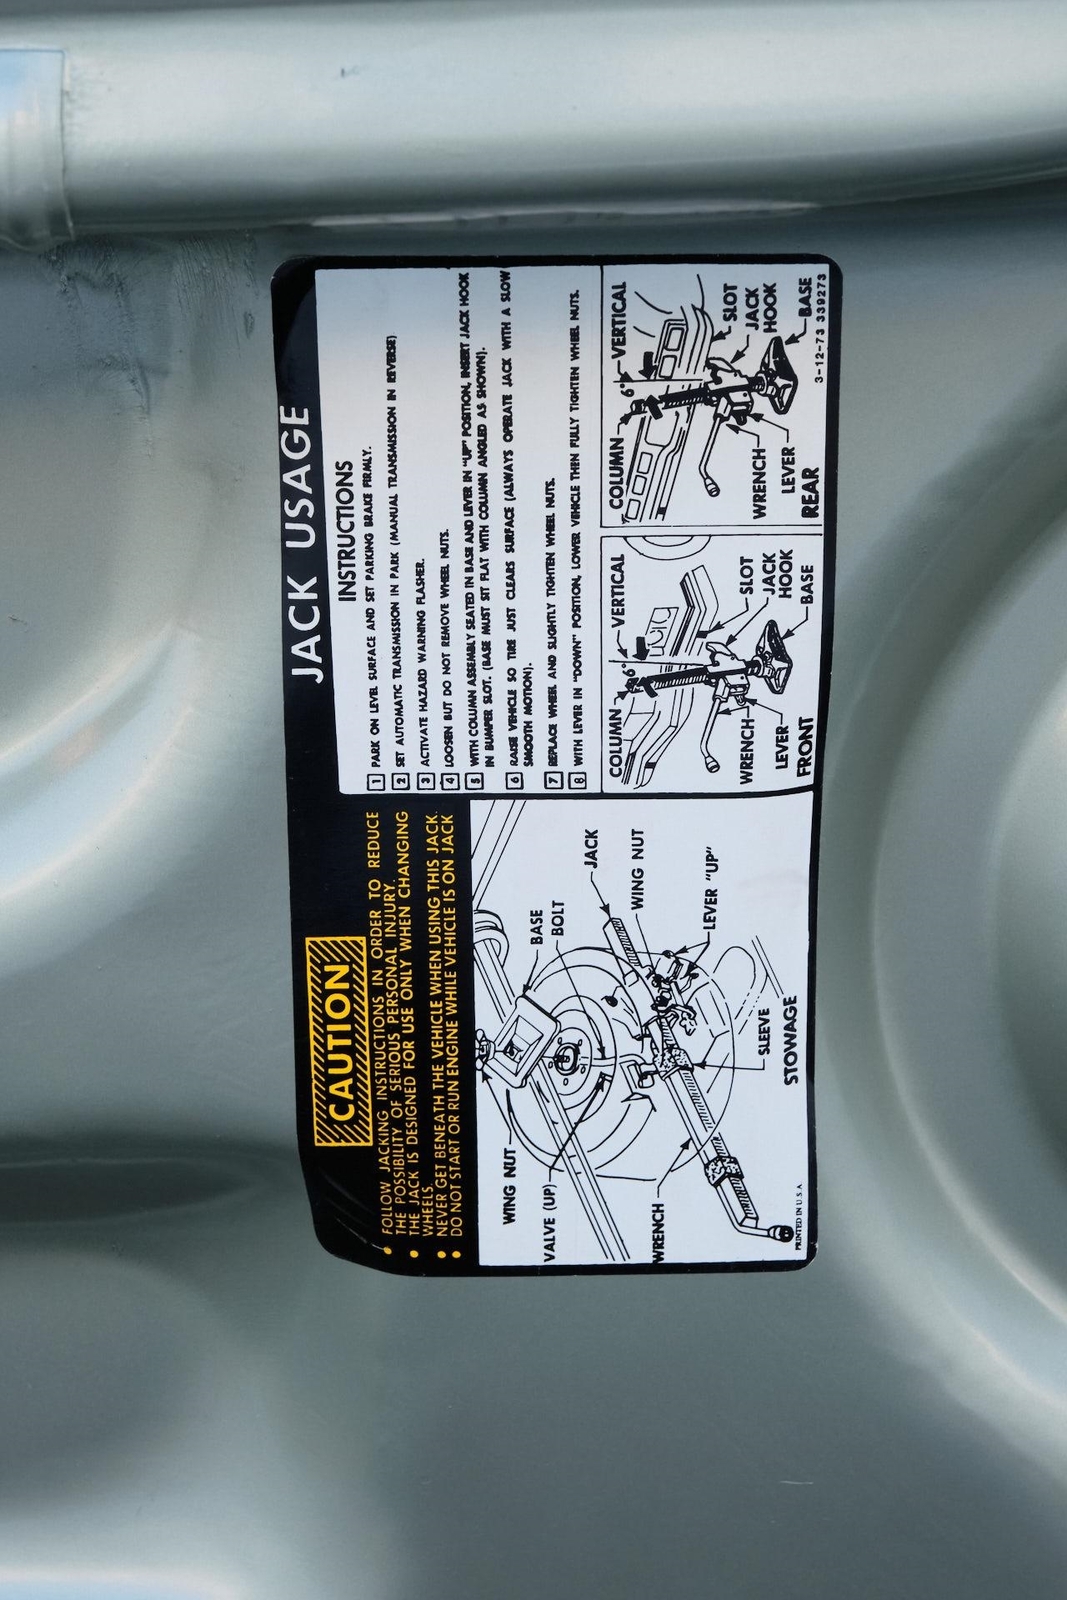 JACK USAGE
CAUTION
• FOLLOW JACKING INSTRUCTIONS IN ORDER TO REDUCE
THE POSSIBILITY OF SERIOUS PERSONAL INJURY.
• THE JACK IS DESIGNED FOR USE ONLY WHEN CHANGING
WHEELS.
• NEVER GET BENEATH THE VEHICLE WHEN USING THIS JACK.
• DO NOT START OR RUN ENGINE WHILE VEHICLE IS ON JACK
INSTRUCTIONS
1 PARK ON LEVEL SURFACE AND SET PARKING BRAKE FIRMLY.
2 SET AUTOMATIC TRANSMISSION IN PARK (MANUAL TRANSMISSION IN REVERSE)
3 ACTIVATE HAZARD WARNING FLASHER.
4 LOOSEN BUT DO NOT REMOVE WHEEL NUTS.
5 WITH COLUMN ASSEMBLY SEATED IN BASE AND LEVER IN "UP" POSITION, INSERT JACK HOOK
IN BUMPER SLOT. (BASE MUST SIT FLAT WITH COLUMN ANGLED AS SHOWN).
6 RAISE VEHICLE SO TIRE JUST CLEARS SURFACE (ALWAYS OPERATE JACK WITH A SLOW
SMOOTH MOTION).
7 REPLACE WHEEL AND SLIGHTLY TIGHTEN WHEEL NUTS.
8 WITH LEVER IN "DOWN" POSITION, LOWER VEHICLE THEN FULLY TIGHTEN WHEEL NUTS.
WING NUT
BASE
BOLT
JACK
VALVE (UP)
WING NUT
LEVER "UP"
WRENCH
SLEEVE
STOWAGE
PRINTED IN U.S.A
COLUMN
6°
VERTICAL
SLOT
JACK
HOOK
BASE
WRENCH
LEVER
FRONT
COLUMN
6°
VERTICAL
SLOT
JACK
HOOK
BASE
WRENCH
LEVER
REAR
3-12-73 339273